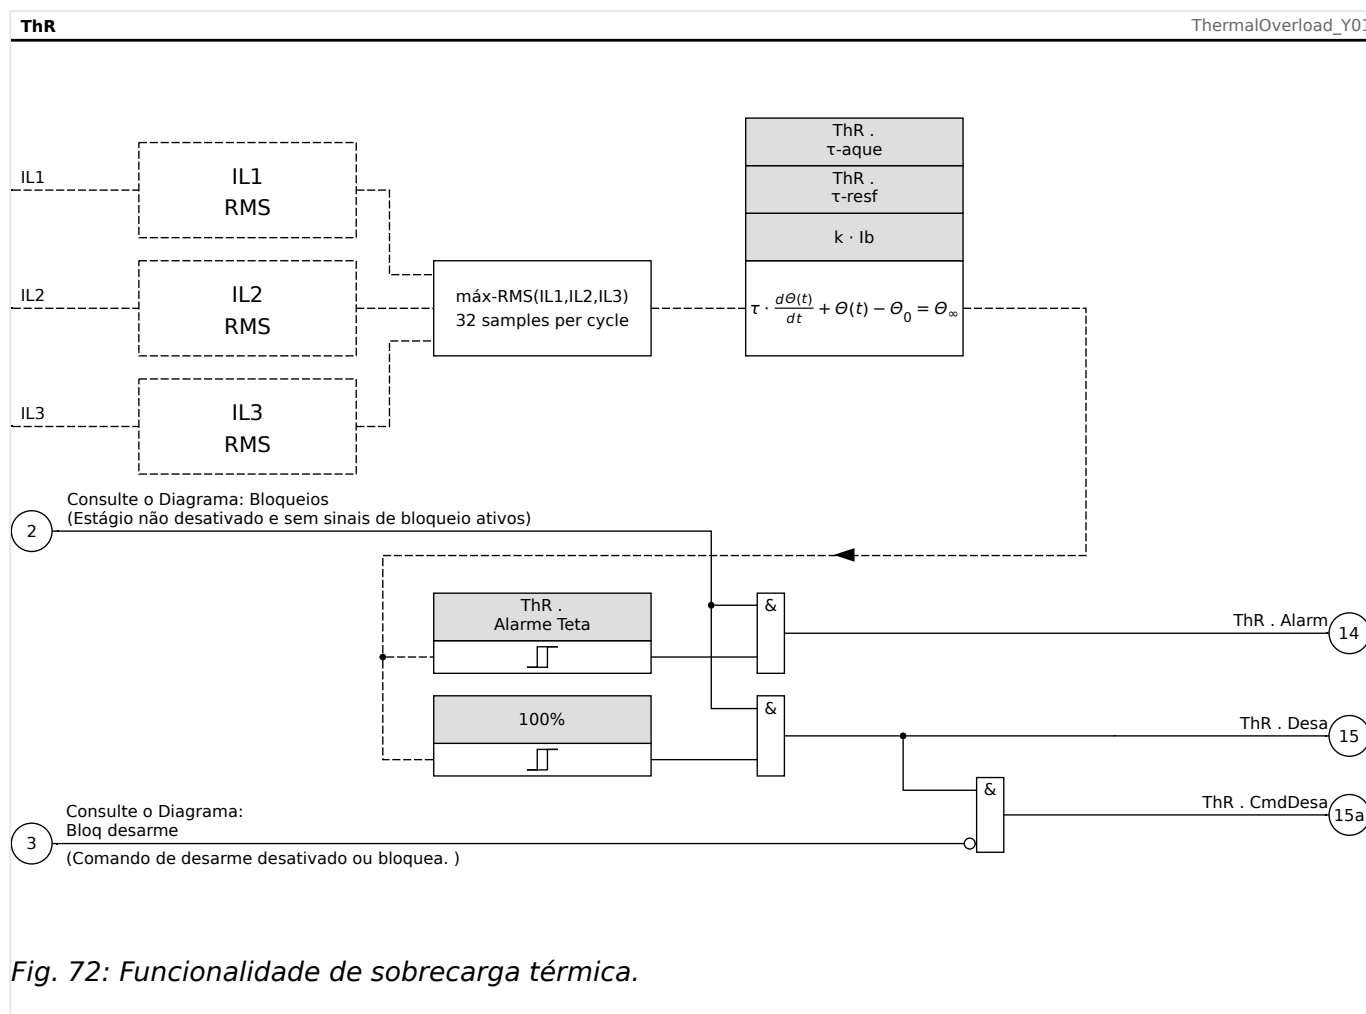 ThR
ThermalOverload_Y01
ThR .
τ-aque
ThR .
τ-resf
k · Ib
τ · dΘ(t)/dt + Θ(t) − Θ₀ = Θ∞
IL1
IL1
RMS
IL2
IL2
RMS
IL3
IL3
RMS
máx-RMS(IL1,IL2,IL3)
32 samples per cycle
2
Consulte o Diagrama: Bloqueios
(Estágio não desativado e sem sinais de bloqueio ativos)
ThR .
Alarme Teta
&
ThR . Alarm
14
100%
&
ThR . Desa
15
&
ThR . CmdDesa
15a
3
Consulte o Diagrama:
Bloq desarme
(Comando de desarme desativado ou bloquea. )
Fig. 72: Funcionalidade de sobrecarga térmica.